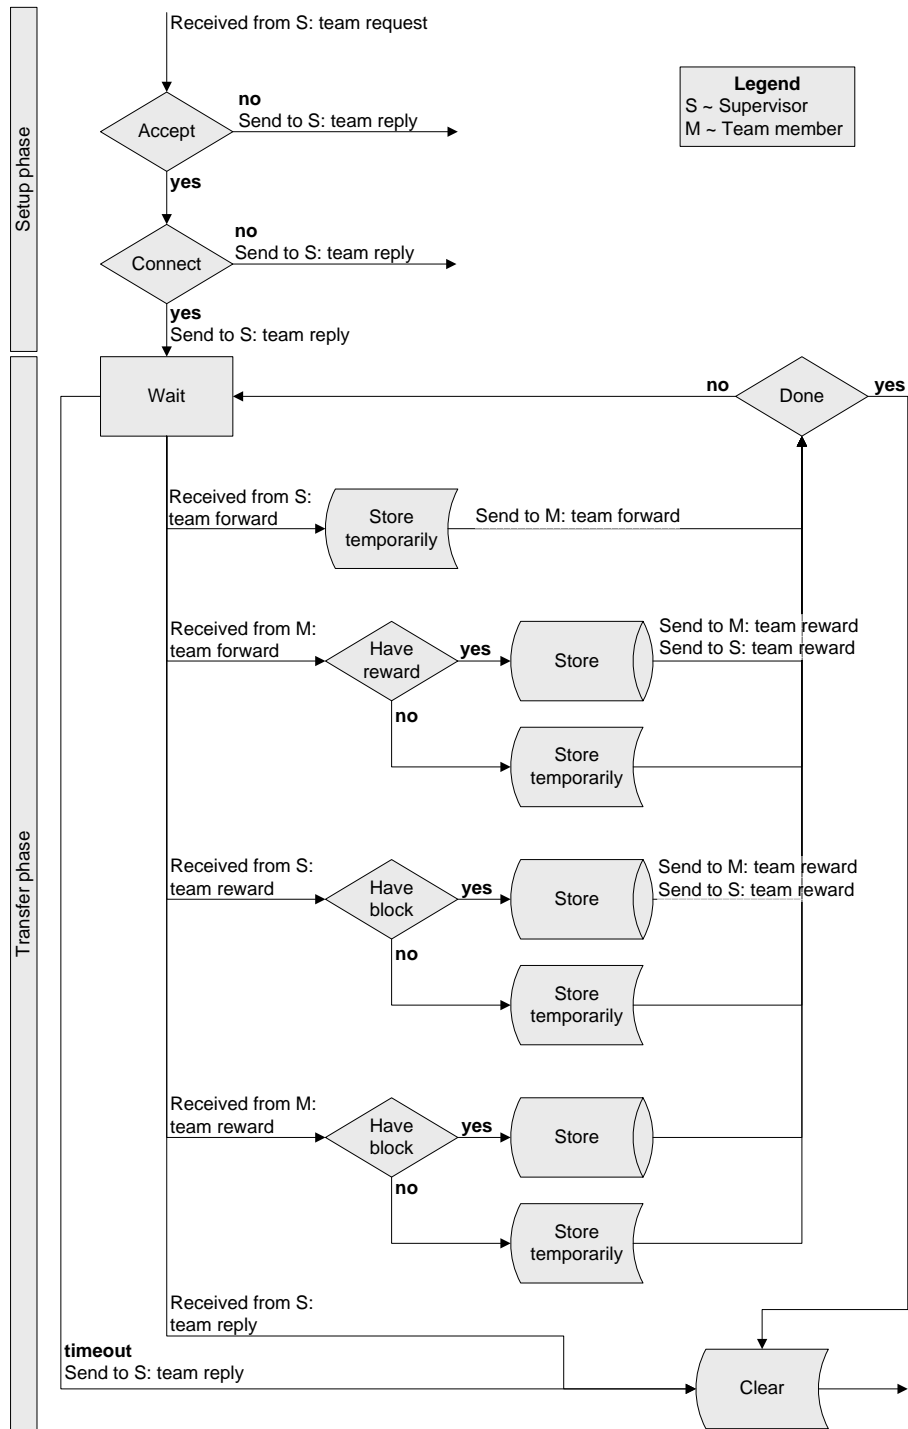 Received from S: team request
Legend
S ~ Supervisor
M ~ Team member
Setup phase
Accept
no
Send to S: team reply
yes
Connect
no
Send to S: team reply
yes
Send to S: team reply
Transfer phase
Wait
no
Done
yes
Received from S:
team forward
Store
temporarily
Send to M: team forward
Received from M:
team forward
Have
reward
yes
Store
Send to M: team reward
Send to S: team reward
no
Store
temporarily
Received from S:
team reward
Have
block
yes
Store
Send to M: team reward
Send to S: team reward
no
Store
temporarily
Received from M:
team reward
Have
block
yes
Store
no
Store
temporarily
Received from S:
team reply
timeout
Send to S: team reply
Clear